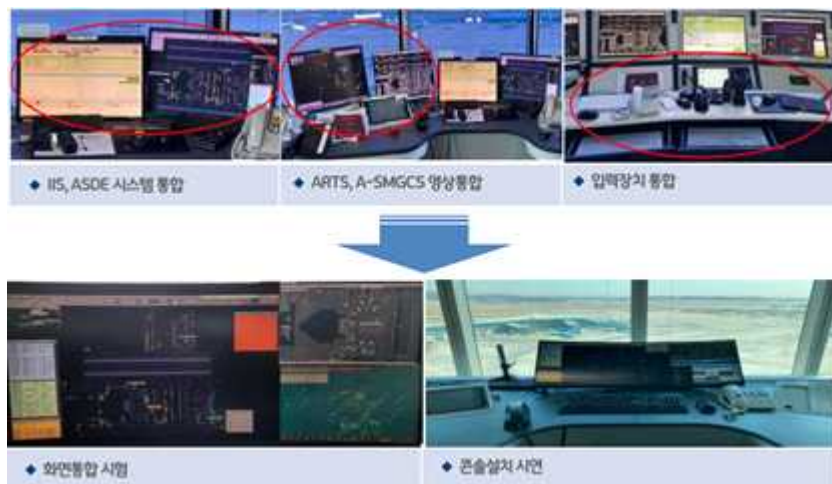 ◆ IIS, ASDE 시스템 통합
◆ ARTS, A-SMGCS 영상통합
◆ 입력장치 통합
◆ 화면통합 시험
◆ 콘솔설치 시연